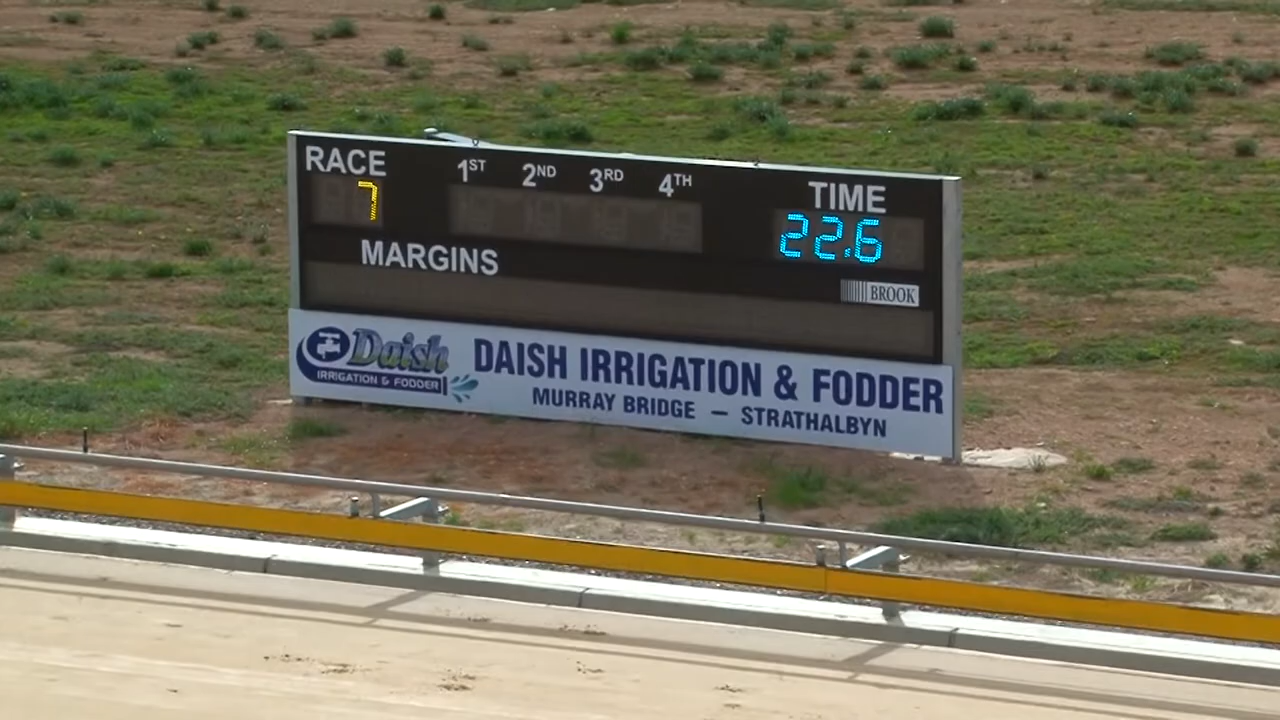 RACE 1ST 2ND 3RD 4TH TIME
7 22.6
MARGINS
BROOK
Daish
IRRIGATION & FODDER
DAISH IRRIGATION & FODDER
MURRAY BRIDGE – STRATHALBYN